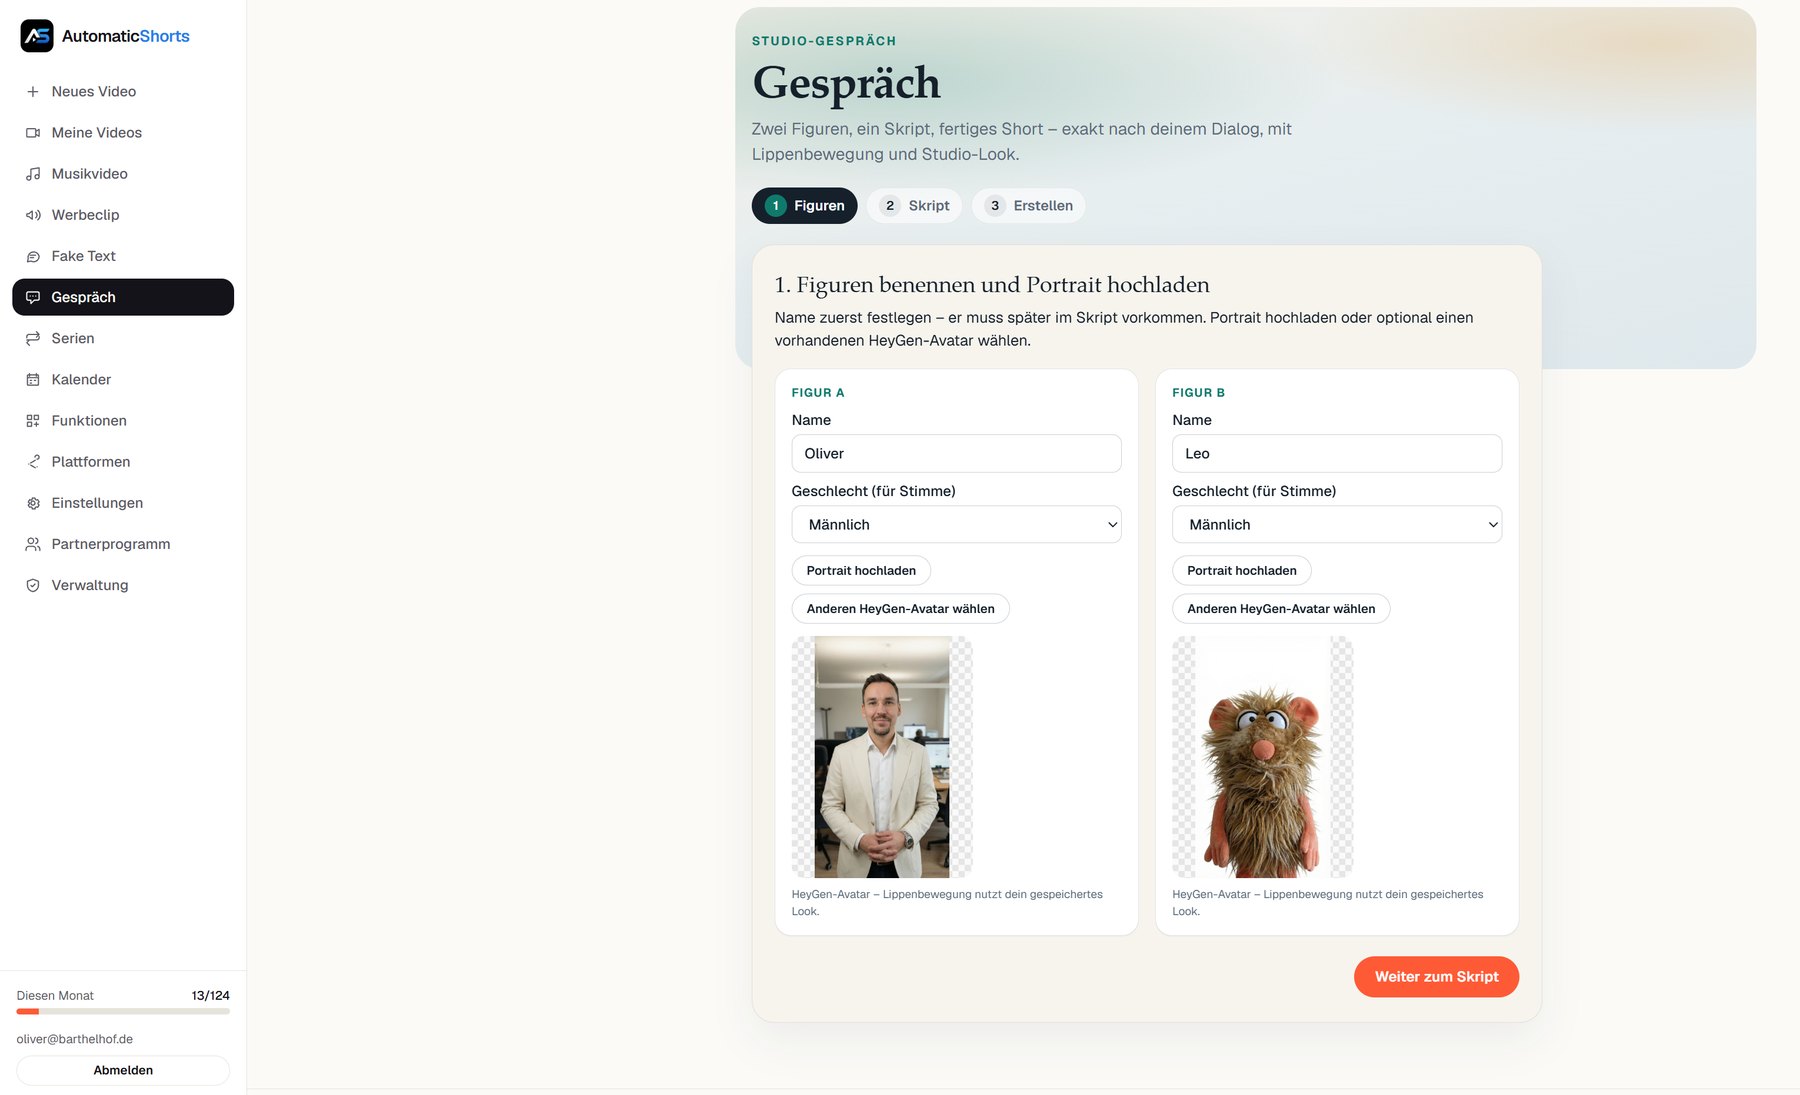 AutomaticShorts
Neues Video
Meine Videos
Musikvideo
Werbeclip
Fake Text
Gespräch
Serien
Kalender
Funktionen
Plattformen
Einstellungen
Partnerprogramm
Verwaltung
Diesen Monat 13/124
oliver@barthelhof.de
Abmelden
STUDIO-GESPRÄCH
Gespräch
Zwei Figuren, ein Skript, fertiges Short – exakt nach deinem Dialog, mit
Lippenbewegung und Studio-Look.
1 Figuren 2 Skript 3 Erstellen
1. Figuren benennen und Portrait hochladen
Name zuerst festlegen – er muss später im Skript vorkommen. Portrait hochladen oder optional einen
vorhandenen HeyGen-Avatar wählen.
FIGUR A
Name
Oliver
Geschlecht (für Stimme)
Männlich
Portrait hochladen
Anderen HeyGen-Avatar wählen
HeyGen-Avatar – Lippenbewegung nutzt dein gespeichertes
Look.
FIGUR B
Name
Leo
Geschlecht (für Stimme)
Männlich
Portrait hochladen
Anderen HeyGen-Avatar wählen
HeyGen-Avatar – Lippenbewegung nutzt dein gespeichertes
Look.
Weiter zum Skript